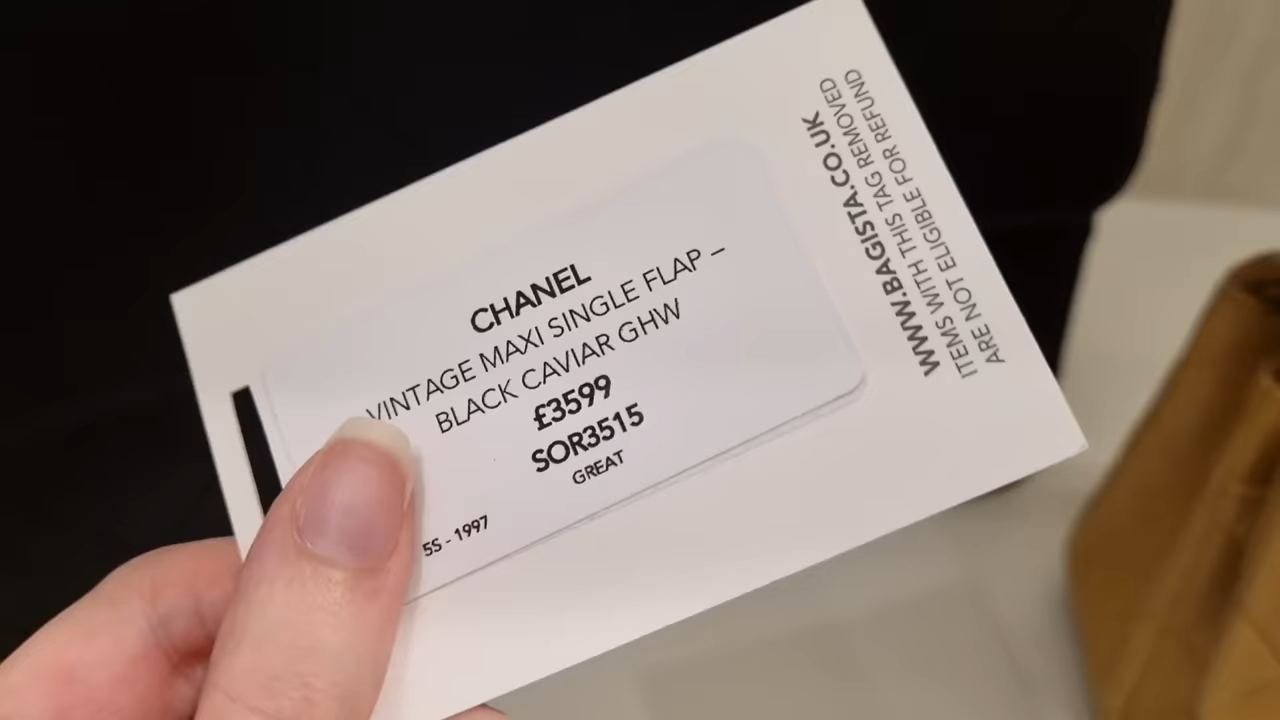 CHANEL
VINTAGE MAXI SINGLE FLAP –
BLACK CAVIAR GHW
£3599
SOR3515
GREAT
5S - 1997
WWW.BAGISTA.CO.UK
ITEMS WITH THIS TAG REMOVED
ARE NOT ELIGIBLE FOR REFUND